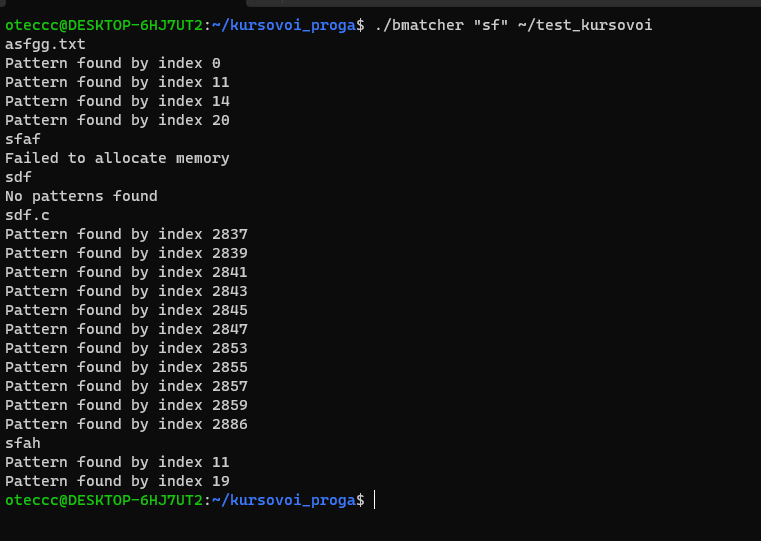 oteccc@DESKTOP-6HJ7UT2:~/kursovoi_proga$ ./bmatcher "sf" ~/test_kursovoi
asfgg.txt
Pattern found by index 0
Pattern found by index 11
Pattern found by index 14
Pattern found by index 20
sfaf
Failed to allocate memory
sdf
No patterns found
sdf.c
Pattern found by index 2837
Pattern found by index 2839
Pattern found by index 2841
Pattern found by index 2843
Pattern found by index 2845
Pattern found by index 2847
Pattern found by index 2853
Pattern found by index 2855
Pattern found by index 2857
Pattern found by index 2859
Pattern found by index 2886
sfah
Pattern found by index 11
Pattern found by index 19
oteccc@DESKTOP-6HJ7UT2:~/kursovoi_proga$